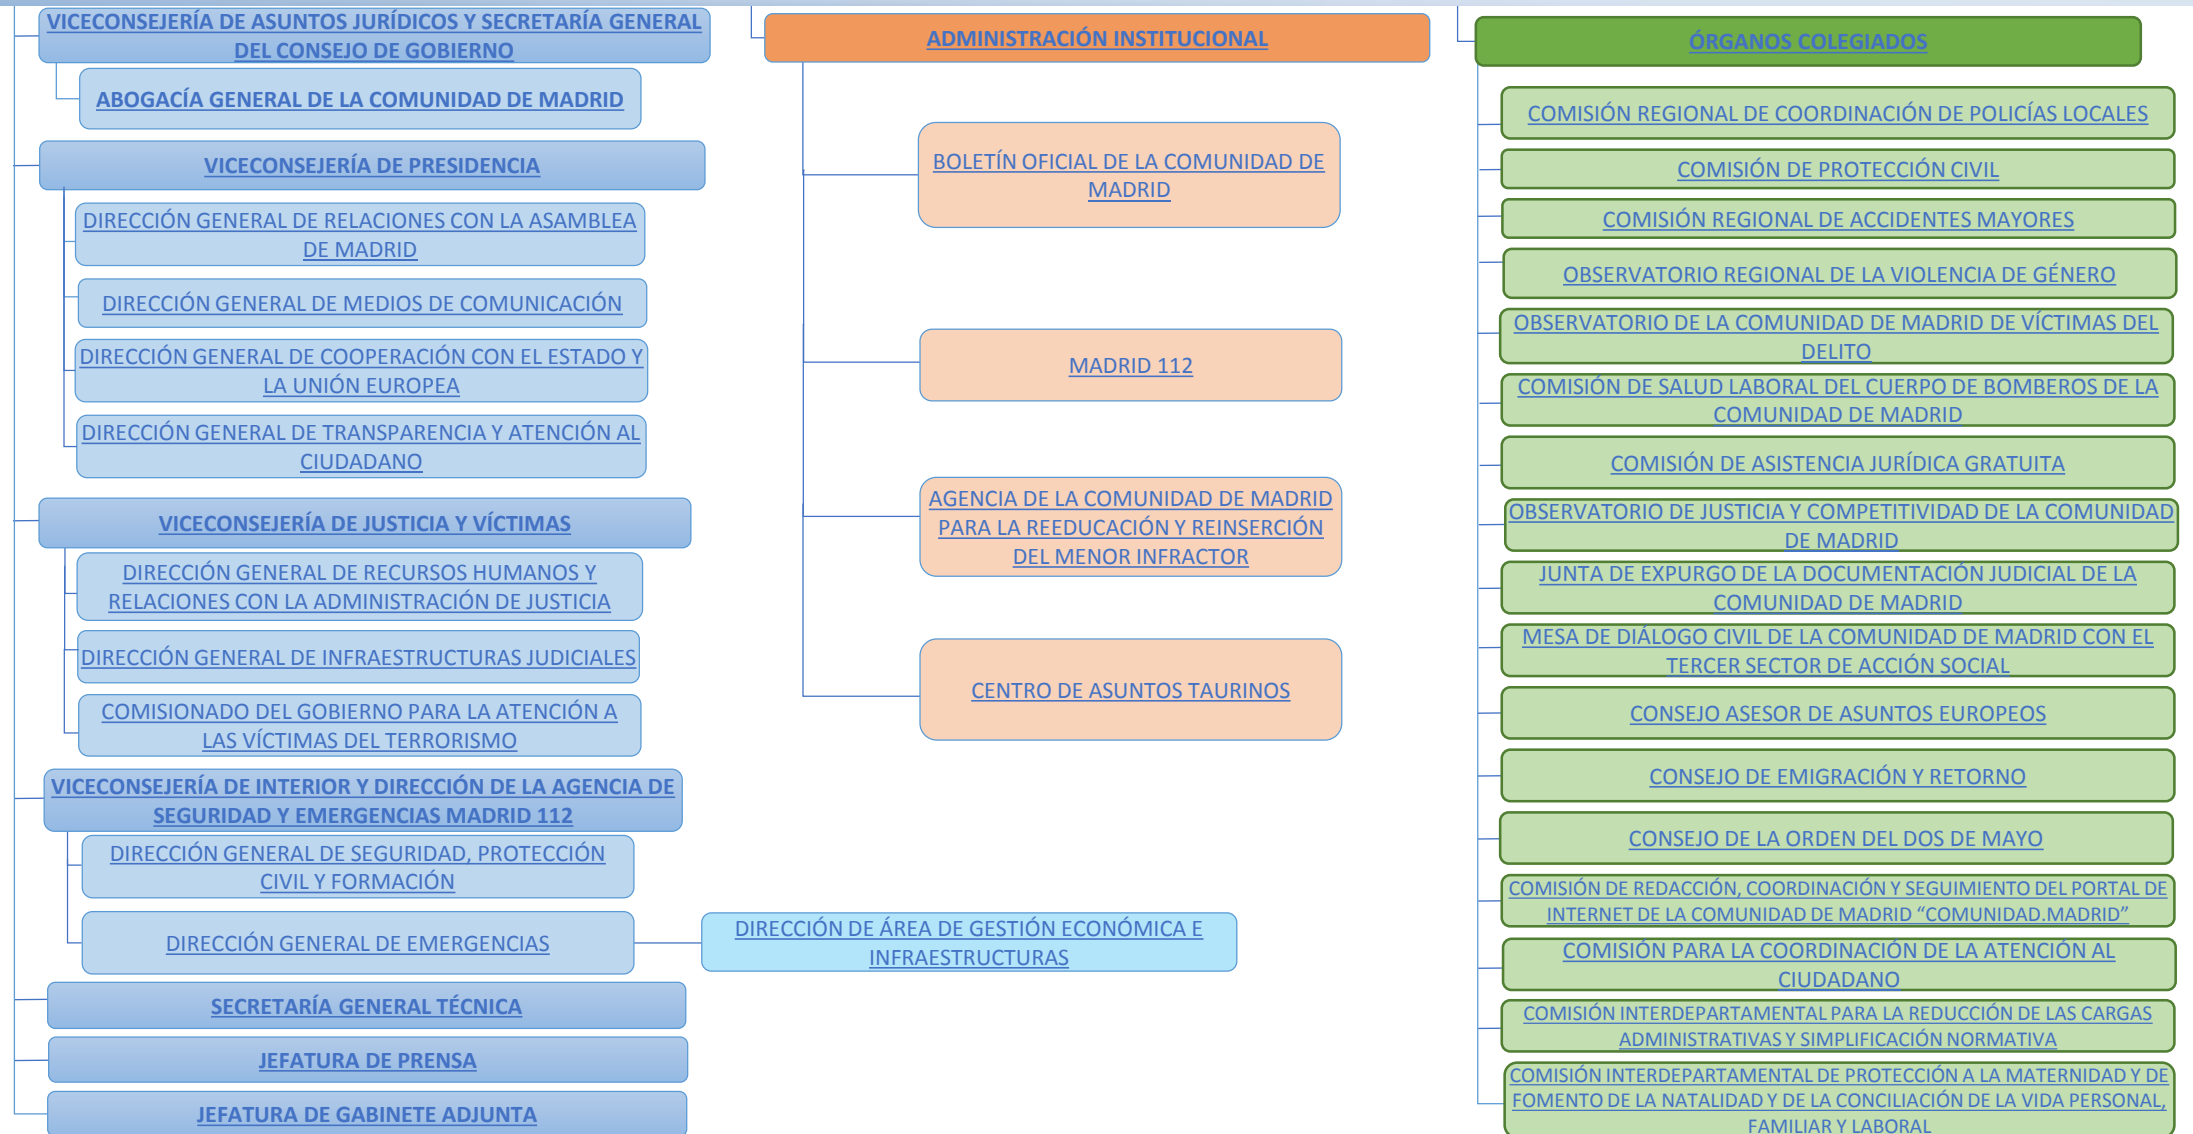 VICECONSEJERÍA DE ASUNTOS JURÍDICOS Y SECRETARÍA GENERAL
DEL CONSEJO DE GOBIERNO
ABOGACÍA GENERAL DE LA COMUNIDAD DE MADRID
VICECONSEJERÍA DE PRESIDENCIA
DIRECCIÓN GENERAL DE RELACIONES CON LA ASAMBLEA
DE MADRID
DIRECCIÓN GENERAL DE MEDIOS DE COMUNICACIÓN
DIRECCIÓN GENERAL DE COOPERACIÓN CON EL ESTADO Y
LA UNIÓN EUROPEA
DIRECCIÓN GENERAL DE TRANSPARENCIA Y ATENCIÓN AL
CIUDADANO
VICECONSEJERÍA DE JUSTICIA Y VÍCTIMAS
DIRECCIÓN GENERAL DE RECURSOS HUMANOS Y
RELACIONES CON LA ADMINISTRACIÓN DE JUSTICIA
DIRECCIÓN GENERAL DE INFRAESTRUCTURAS JUDICIALES
COMISIONADO DEL GOBIERNO PARA LA ATENCIÓN A
LAS VÍCTIMAS DEL TERRORISMO
VICECONSEJERÍA DE INTERIOR Y DIRECCIÓN DE LA AGENCIA DE
SEGURIDAD Y EMERGENCIAS MADRID 112
DIRECCIÓN GENERAL DE SEGURIDAD, PROTECCIÓN
CIVIL Y FORMACIÓN
DIRECCIÓN GENERAL DE EMERGENCIAS
DIRECCIÓN DE ÁREA DE GESTIÓN ECONÓMICA E
INFRAESTRUCTURAS
SECRETARÍA GENERAL TÉCNICA
JEFATURA DE PRENSA
JEFATURA DE GABINETE ADJUNTA
ADMINISTRACIÓN INSTITUCIONAL
BOLETÍN OFICIAL DE LA COMUNIDAD DE
MADRID
MADRID 112
AGENCIA DE LA COMUNIDAD DE MADRID
PARA LA REEDUCACIÓN Y REINSERCIÓN
DEL MENOR INFRACTOR
CENTRO DE ASUNTOS TAURINOS
ÓRGANOS COLEGIADOS
COMISIÓN REGIONAL DE COORDINACIÓN DE POLICÍAS LOCALES
COMISIÓN DE PROTECCIÓN CIVIL
COMISIÓN REGIONAL DE ACCIDENTES MAYORES
OBSERVATORIO REGIONAL DE LA VIOLENCIA DE GÉNERO
OBSERVATORIO DE LA COMUNIDAD DE MADRID DE VÍCTIMAS DEL
DELITO
COMISIÓN DE SALUD LABORAL DEL CUERPO DE BOMBEROS DE LA
COMUNIDAD DE MADRID
COMISIÓN DE ASISTENCIA JURÍDICA GRATUITA
OBSERVATORIO DE JUSTICIA Y COMPETITIVIDAD DE LA COMUNIDAD
DE MADRID
JUNTA DE EXPURGO DE LA DOCUMENTACIÓN JUDICIAL DE LA
COMUNIDAD DE MADRID
MESA DE DIÁLOGO CIVIL DE LA COMUNIDAD DE MADRID CON EL
TERCER SECTOR DE ACCIÓN SOCIAL
CONSEJO ASESOR DE ASUNTOS EUROPEOS
CONSEJO DE EMIGRACIÓN Y RETORNO
CONSEJO DE LA ORDEN DEL DOS DE MAYO
COMISIÓN DE REDACCIÓN, COORDINACIÓN Y SEGUIMIENTO DEL PORTAL DE
INTERNET DE LA COMUNIDAD DE MADRID “COMUNIDAD.MADRID”
COMISIÓN PARA LA COORDINACIÓN DE LA ATENCIÓN AL
CIUDADANO
COMISIÓN INTERDEPARTAMENTAL PARA LA REDUCCIÓN DE LAS CARGAS
ADMINISTRATIVAS Y SIMPLIFICACIÓN NORMATIVA
COMISIÓN INTERDEPARTAMENTAL DE PROTECCIÓN A LA MATERNIDAD Y DE
FOMENTO DE LA NATALIDAD Y DE LA CONCILIACIÓN DE LA VIDA PERSONAL,
FAMILIAR Y LABORAL